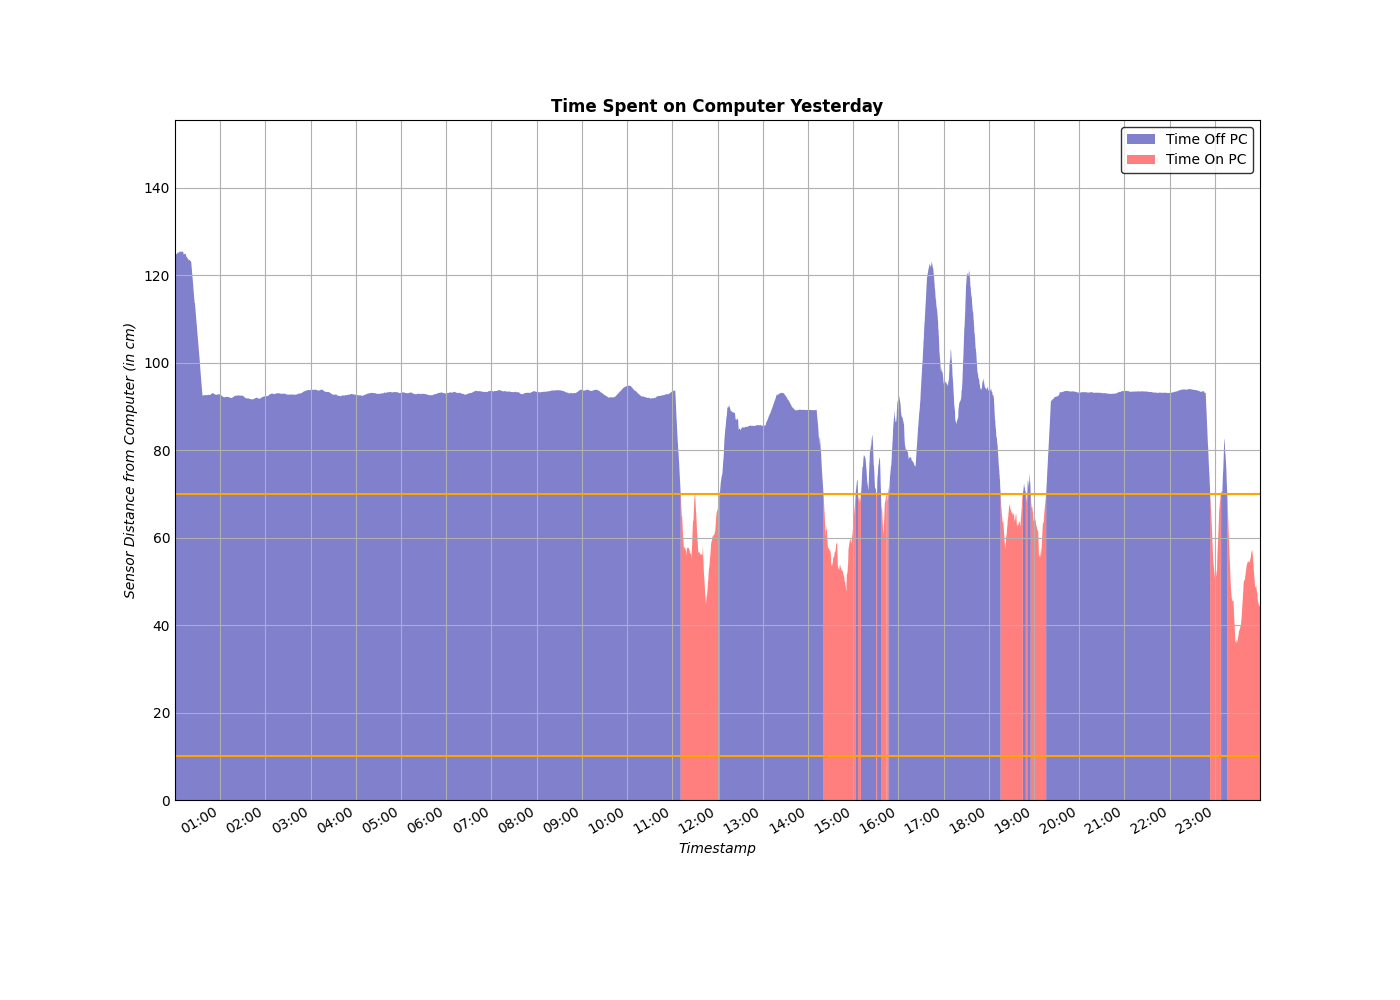 Time Spent on Computer Yesterday
Time Off PC
Time On PC
Sensor Distance from Computer (in cm)
140
120
100
80
60
40
20
0
01:00 02:00 03:00 04:00 05:00 06:00 07:00 08:00 09:00 10:00 11:00 12:00 13:00 14:00 15:00 16:00 17:00 18:00 19:00 20:00 21:00 22:00 23:00
Timestamp